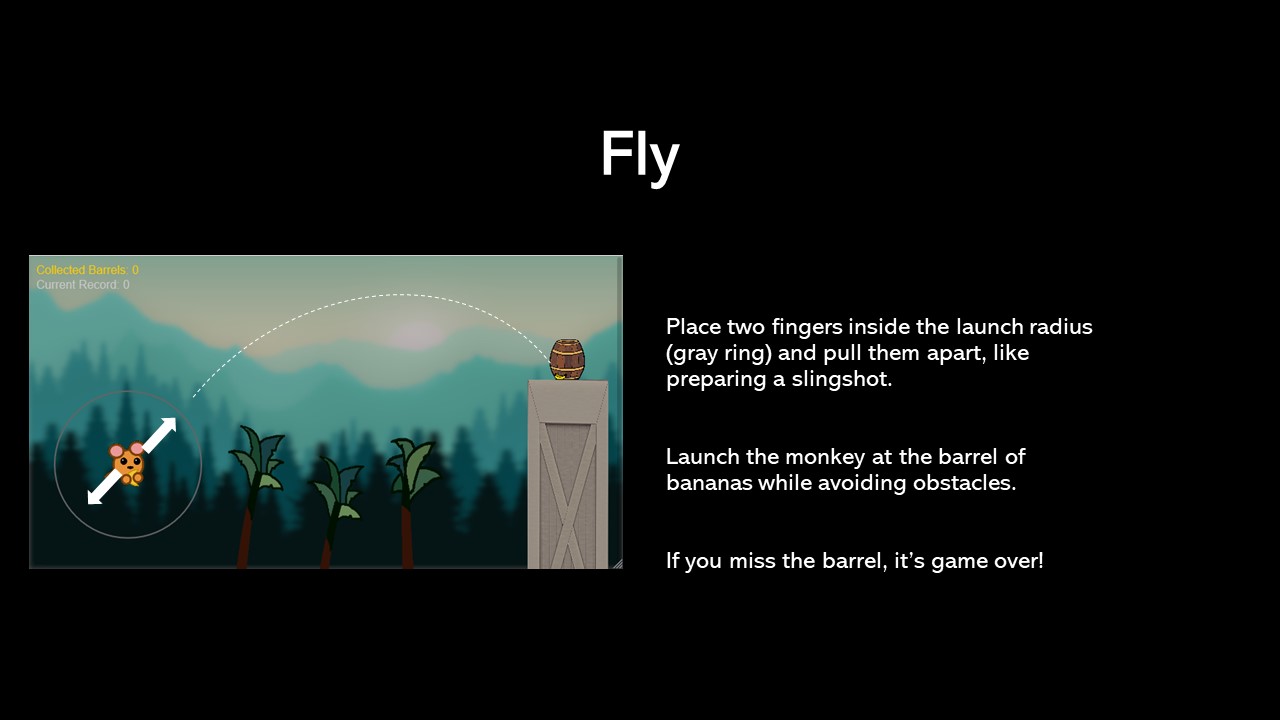 Fly
Collected Barrels: 0
Current Record: 0
Place two fingers inside the launch radius
(gray ring) and pull them apart, like
preparing a slingshot.
Launch the monkey at the barrel of
bananas while avoiding obstacles.
If you miss the barrel, it’s game over!